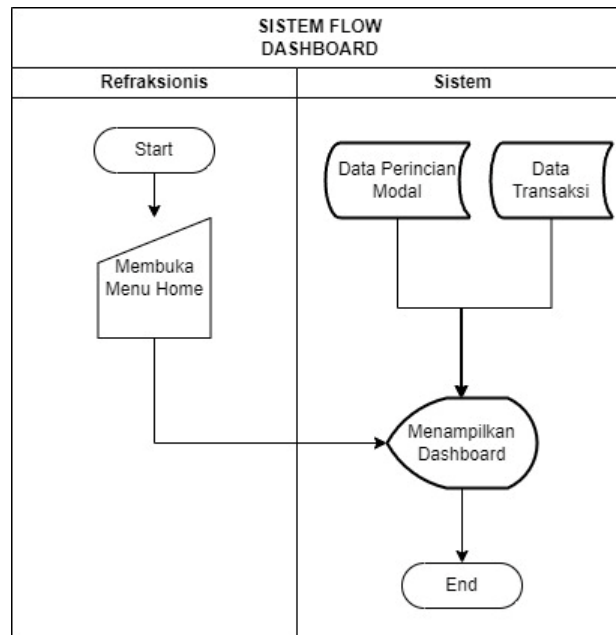 SISTEM FLOW
DASHBOARD
Refraksionis
Sistem
Start
Data Perincian
Modal
Data
Transaksi
Membuka
Menu Home
Menampilkan
Dashboard
End